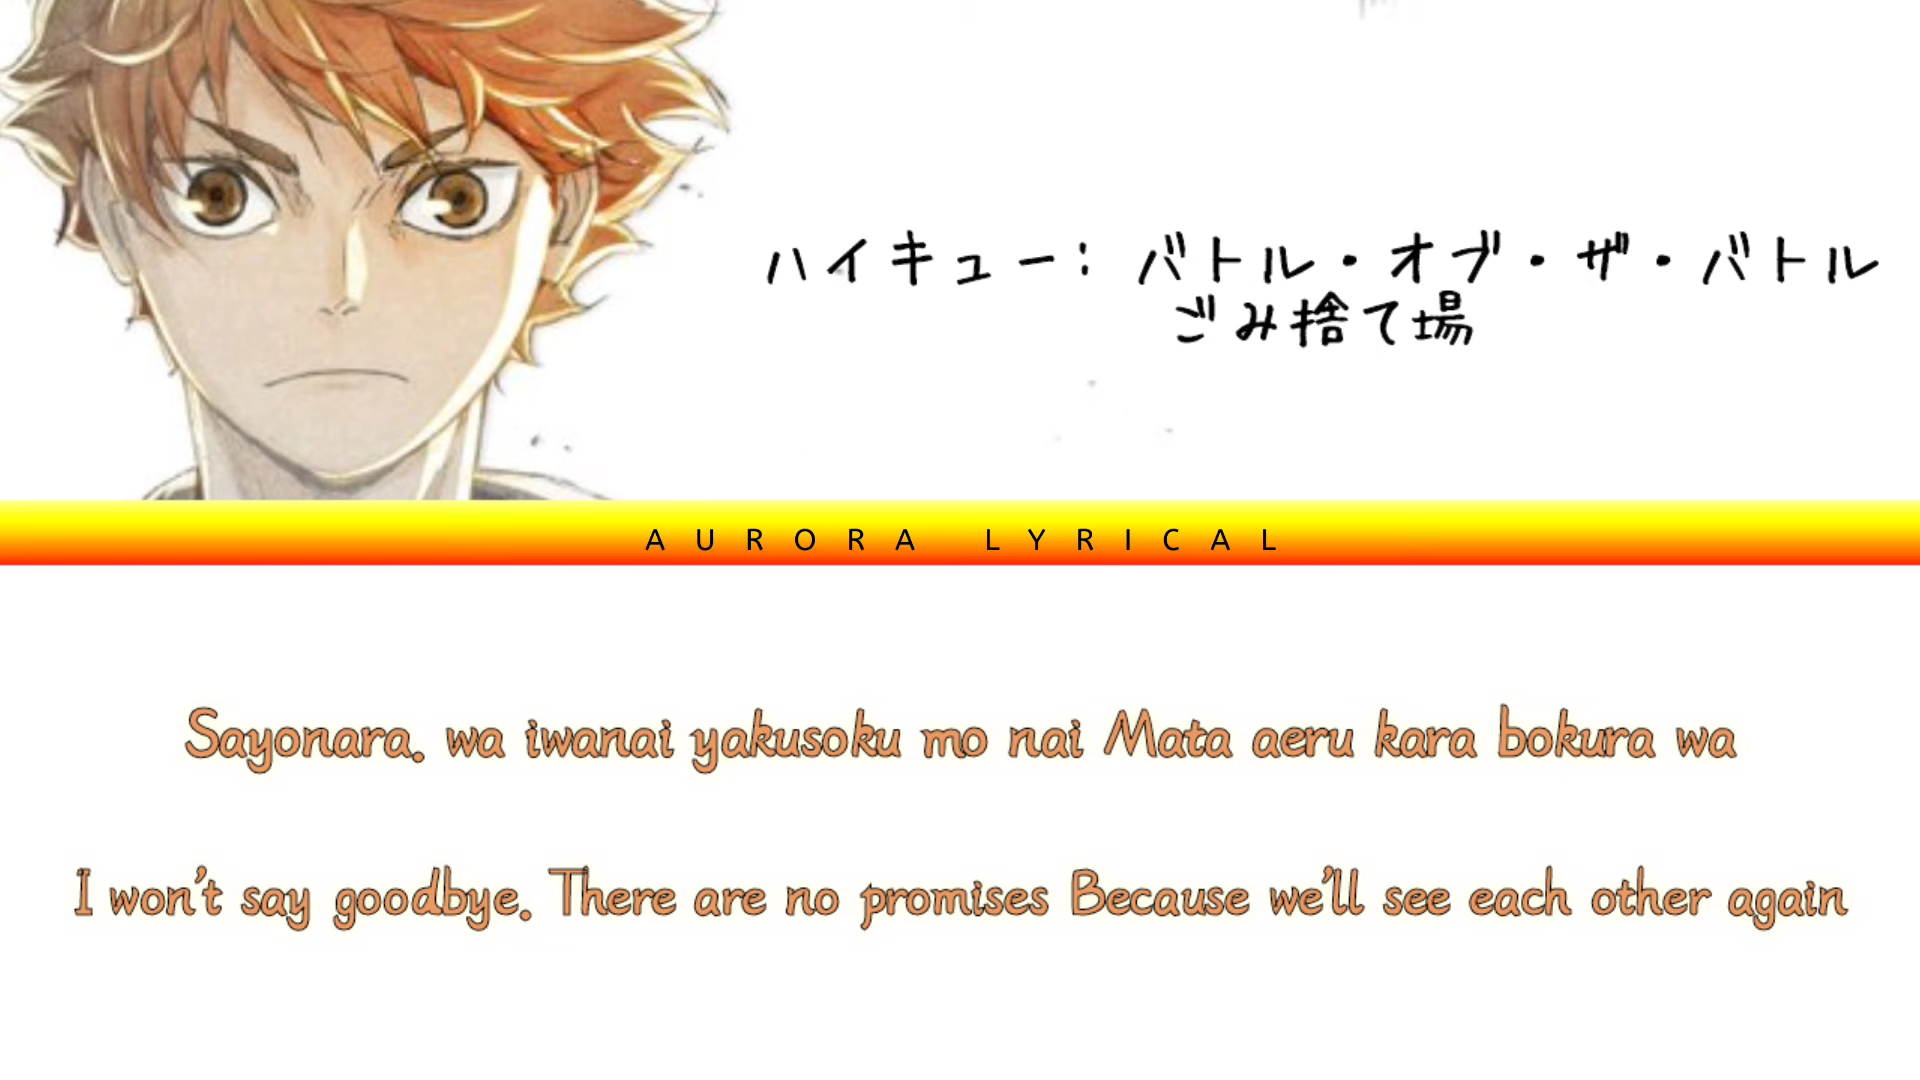 ハイキュー: バトル・オブ・ザ・バトル
ごみ捨て場
AURORA LYRICAL
Sayonara. wa iwanai yakusoku mo nai Mata aeru kara bokura wa
I won't say goodbye. There are no promises Because we'll see each other again